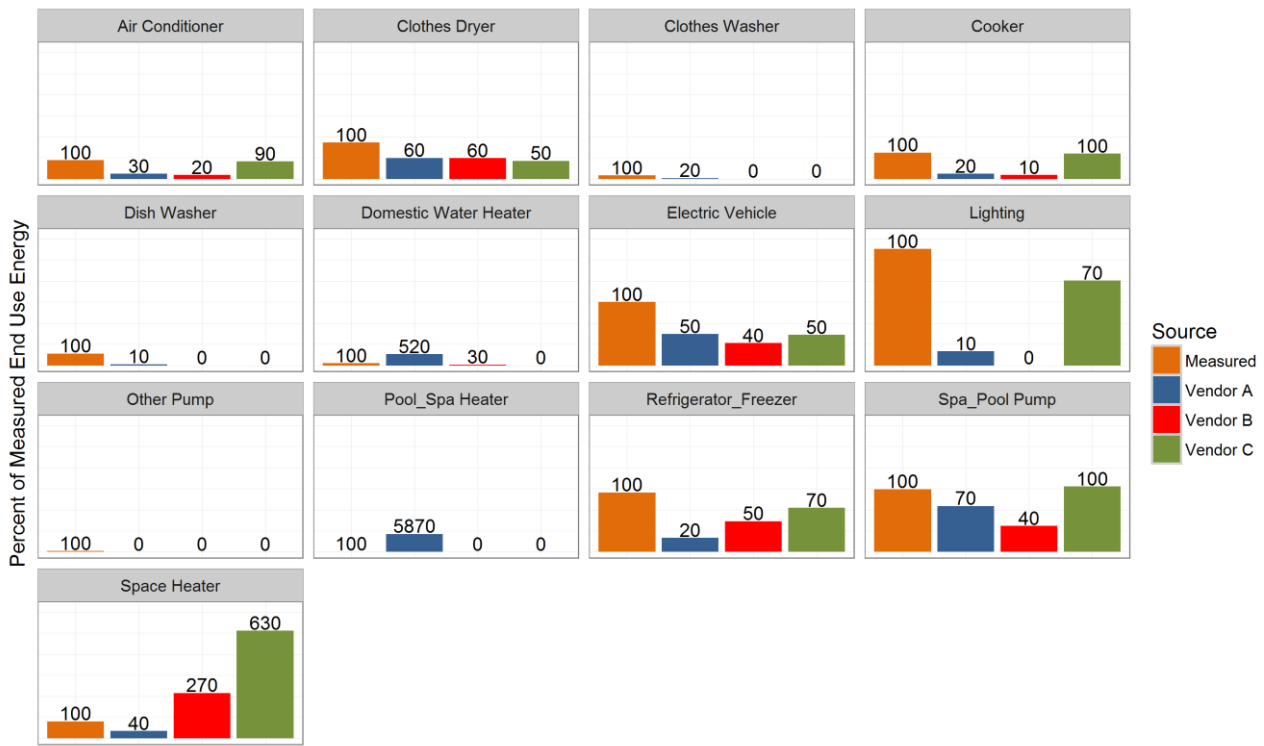 Air Conditioner
Clothes Dryer
Clothes Washer
Cooker
100 30 20 90
100 60 60 50
100 20 0 0
100 20 10 100
Dish Washer
Domestic Water Heater
Electric Vehicle
Lighting
100 10 0 0
100 520 30 0
100 50 40 50
100 10 0 70
Other Pump
Pool_Spa Heater
Refrigerator_Freezer
Spa_Pool Pump
100 0 0 0
100 5870 0 0
100 20 50 70
100 70 40 100
Space Heater
100 40 270 630
Percent of Measured End Use Energy
Source
Measured
Vendor A
Vendor B
Vendor C